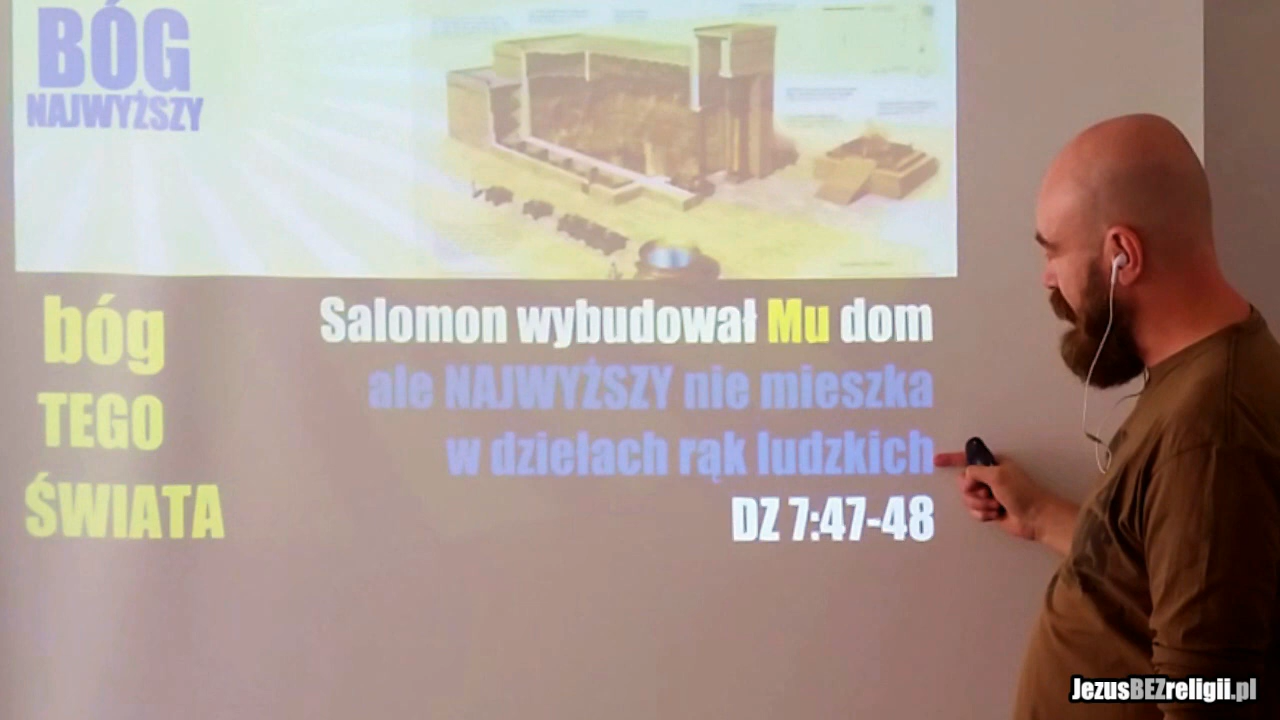 BÓG
NAJWYŻSZY
bóg
TEGO
ŚWIATA
Salomon wybudował Mu dom
ale NAJWYŻSZY nie mieszka
w dziełach rąk ludzkich
DZ 7:47-48
JezusBEZreligii.pl